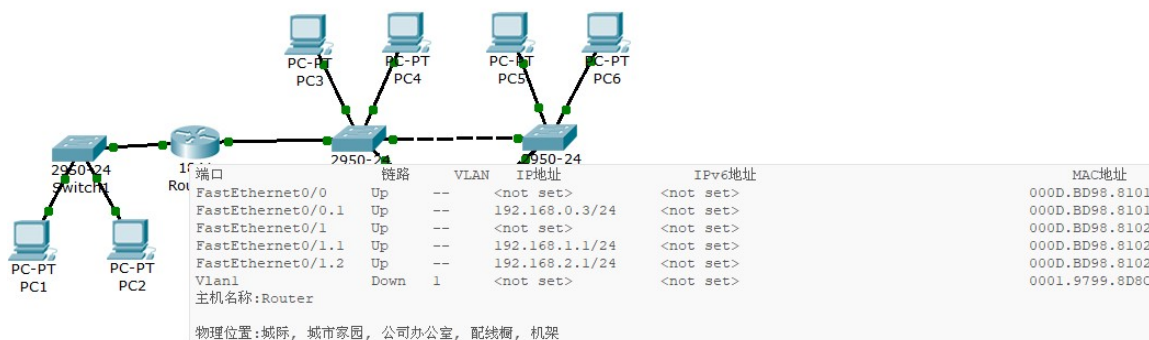 PC-PT
PC3
PC-PT
PC4
PC-PT
PC5
PC-PT
PC6
2950-24
Switch1
2950-24
2950-24
PC-PT
PC1
PC-PT
PC2
端口 链路 VLAN IP地址 IPv6地址 MAC地址
FastEthernet0/0 Up -- <not set> <not set> 000D.BD98.8101
FastEthernet0/0.1 Up -- 192.168.0.3/24 <not set> 000D.BD98.8101
FastEthernet0/1 Up -- <not set> <not set> 000D.BD98.8102
FastEthernet0/1.1 Up -- 192.168.1.1/24 <not set> 000D.BD98.8102
FastEthernet0/1.2 Up -- 192.168.2.1/24 <not set> 000D.BD98.8102
Vlan1 Down 1 <not set> <not set> 0001.9799.8D8C
主机名称:Router
物理位置:城际, 城市家园, 公司办公室, 配线橱, 机架